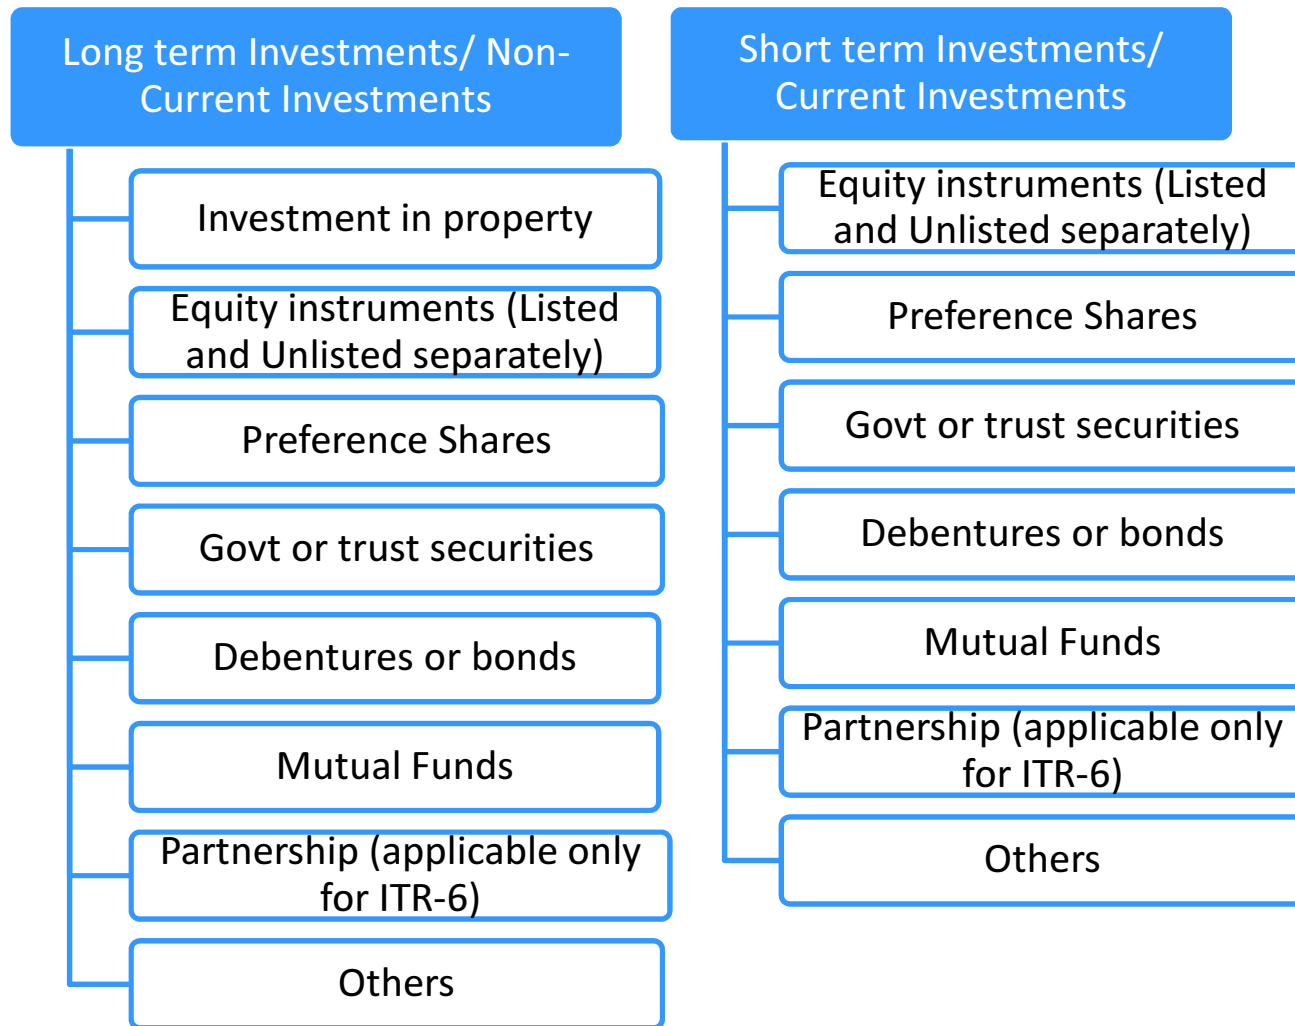 Long term Investments/ Non-
Current Investments
Investment in property
Equity instruments (Listed
and Unlisted separately)
Preference Shares
Govt or trust securities
Debentures or bonds
Mutual Funds
Partnership (applicable only
for ITR-6)
Others
Short term Investments/
Current Investments
Equity instruments (Listed
and Unlisted separately)
Preference Shares
Govt or trust securities
Debentures or bonds
Mutual Funds
Partnership (applicable only
for ITR-6)
Others